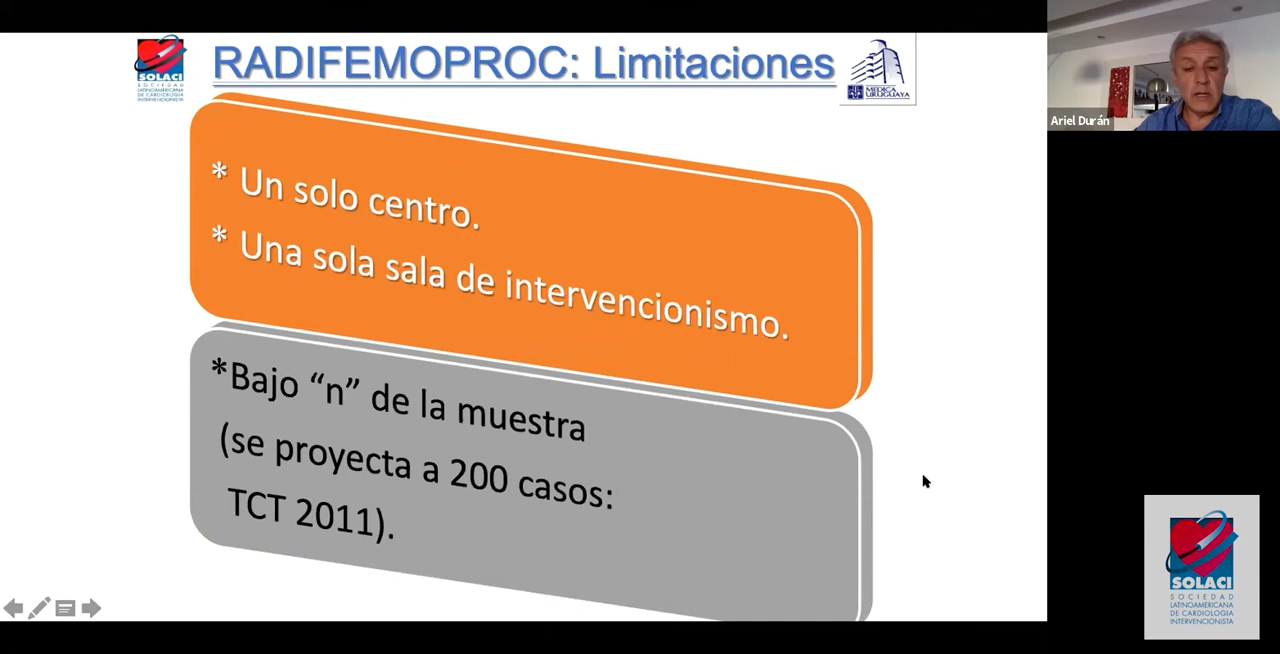 RADIFEMOPROC: Limitaciones
SOLACI
SOCIEDAD
LATINOAMERICANA
DE CARDIOLOGIA
INTERVENCIONISTA
MEDICA
URUGUAYA
Ariel Durán
* Un solo centro.
* Una sola sala de intervencionismo.
*Bajo “n” de la muestra
(se proyecta a 200 casos:
TCT 2011).
SOLACI
SOCIEDAD
LATINOAMERICANA
DE CARDIOLOGÍA
INTERVENCIONISTA